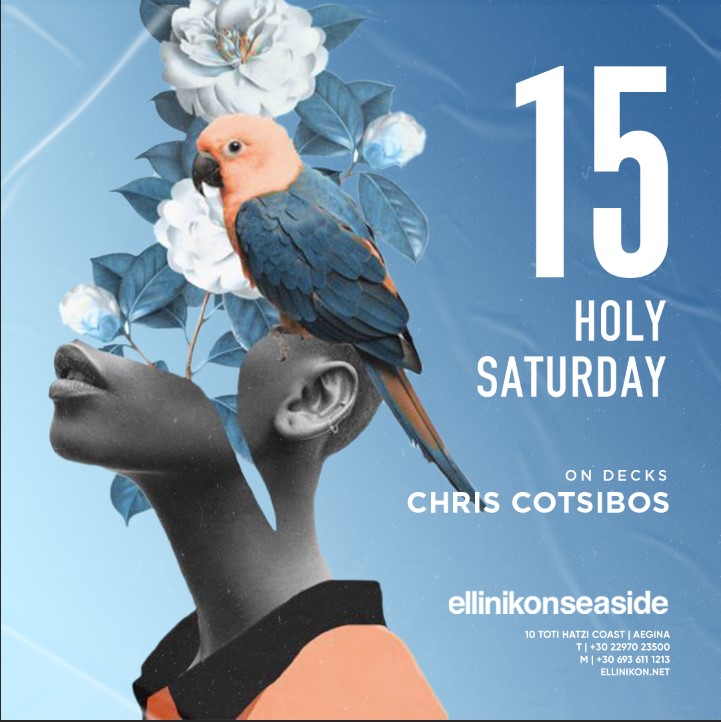 15
HOLY
SATURDAY
ON DECKS
CHRIS COTSIBOS
ellinikonseaside
10 TOTI HATZI COAST | AEGINA
T | +30 22970 23500
M | +30 693 611 1213
ELLINIKON.NET